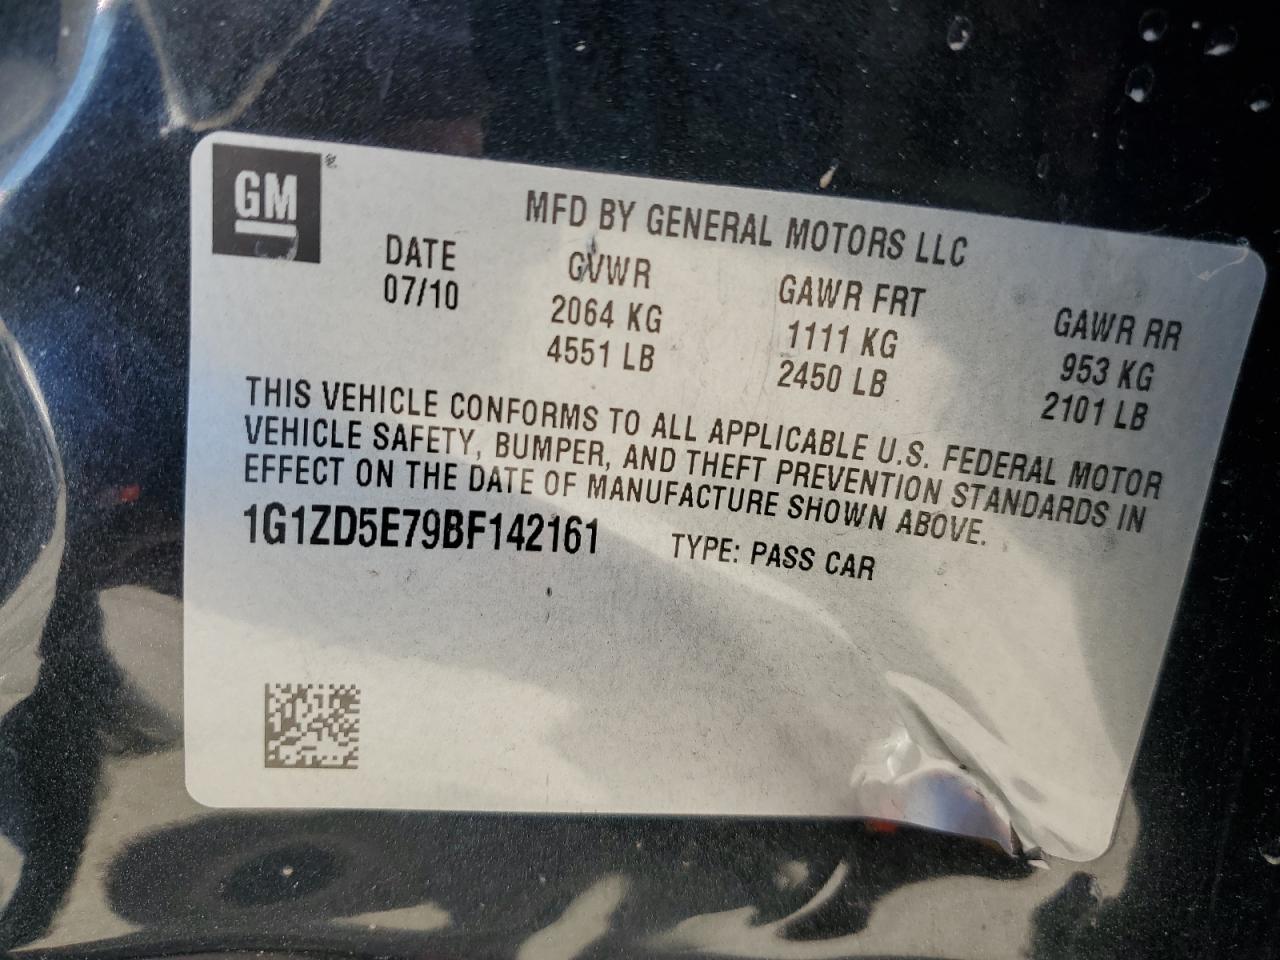 GM
MFD BY GENERAL MOTORS LLC
DATE GVWR GAWR FRT GAWR RR
07/10 2064 KG 1111 KG 953 KG
4551 LB 2450 LB 2101 LB
THIS VEHICLE CONFORMS TO ALL APPLICABLE U.S. FEDERAL MOTOR
VEHICLE SAFETY, BUMPER, AND THEFT PREVENTION STANDARDS IN
EFFECT ON THE DATE OF MANUFACTURE SHOWN ABOVE.
1G1ZD5E79BF142161 TYPE: PASS CAR